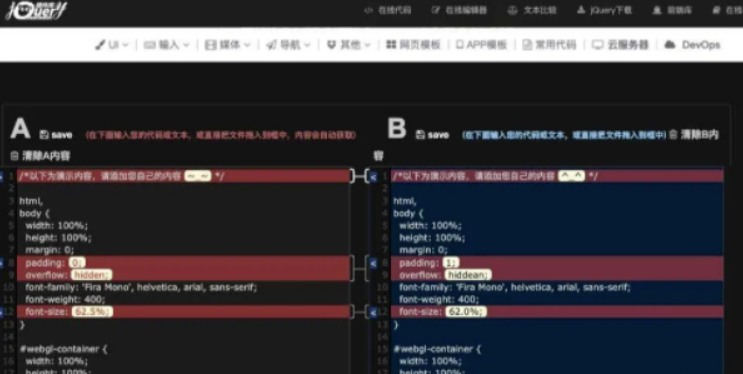 jQuery
在线代码 在线编辑器 文本比较 jQuery下载 前端库 在线
UI 输入 媒体 导航 其他 网页模板 APP模板 常用代码 云服务器 DevOps
A save (在下面输入您的代码或文本，或直接把文件拖入到框中，内容会自动获取)
清除A内容
B save (在下面输入您的代码或文本，或直接把文件拖入到框中) 清除B内
容
1 /*以下为演示内容，请添加您自己的内容 ~_~ */
2
3 html,
4 body {
5 width: 100%;
6 height: 100%;
7 margin: 0;
8 padding: 0;
9 overflow: hidden;
10 font-family: 'Fira Mono', helvetica, arial, sans-serif;
11 font-weight: 400;
12 font-size: 62.5%;
13 }
14
15 #webgl-container {
16 width: 100%;
height: 100%;
1 /*以下为演示内容，请添加您自己的内容 ^_^ */
2
3 html,
4 body {
5 width: 100%;
6 height: 100%;
7 margin: 0;
8 padding: 1;
9 overflow: hiddean;
10 font-family: 'Fira Mono', helvetica, arial, sans-serif;
11 font-weight: 400;
12 font-size: 62.0%;
13 }
14
15 #webgl-container {
16 width: 100%;
height: 100%;